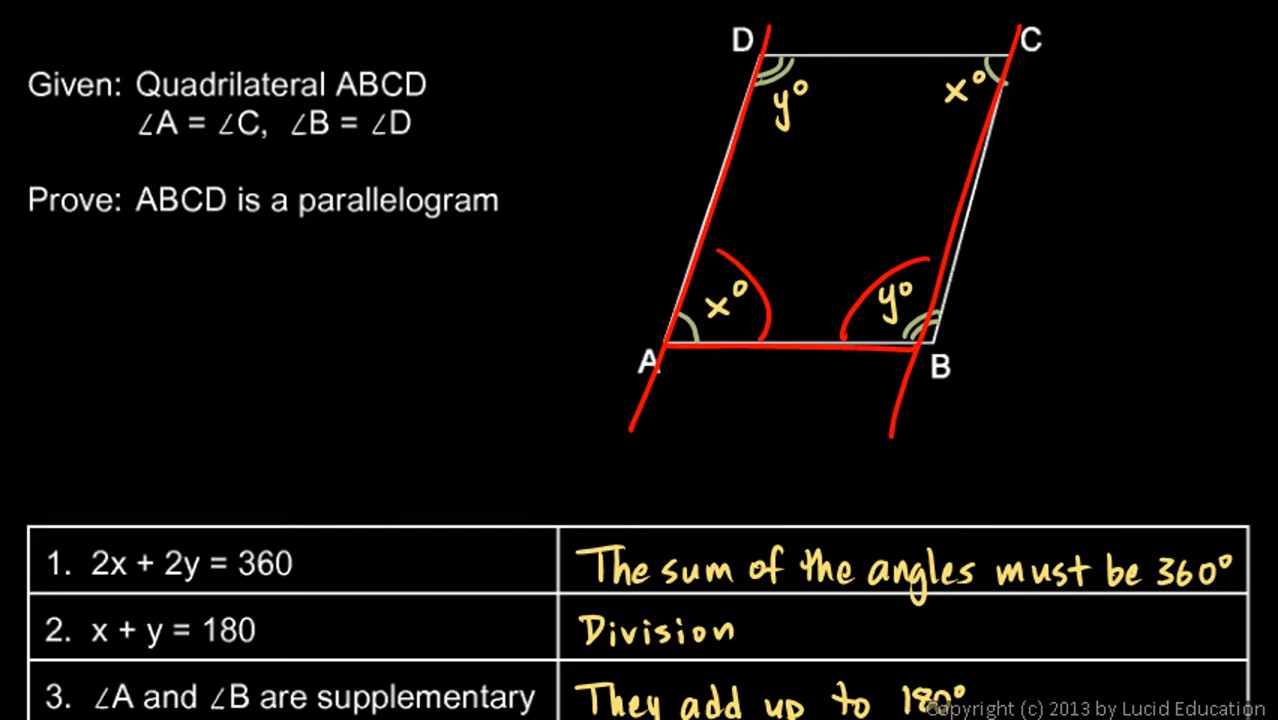 D
C
Given: Quadrilateral ABCD
∠A = ∠C, ∠B = ∠D
y°
x°
Prove: ABCD is a parallelogram
x°
y°
A
B
1. 2x + 2y = 360
The sum of the angles must be 360°
2. x + y = 180
Division
3. ∠A and ∠B are supplementary
They add up to 180°
Copyright (c) 2013 by Lucid Education